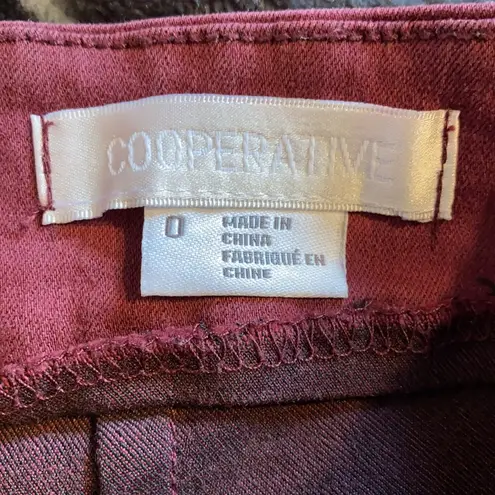 COOPERATIVE
0
MADE IN
CHINA
FABRIQUÉ EN
CHINE